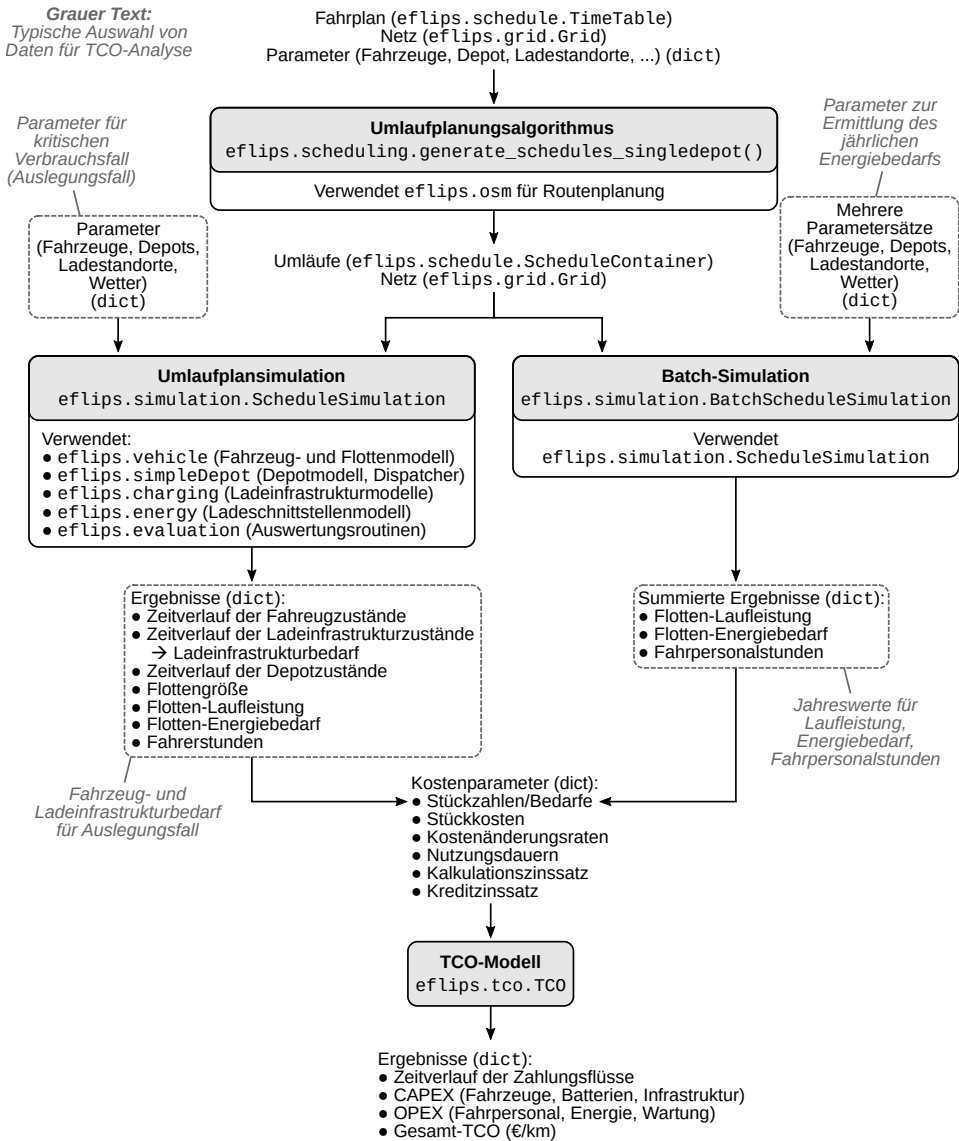 Grauer Text:
Typische Auswahl von
Daten für TCO-Analyse
Fahrplan (eflips.schedule.TimeTable)
Netz (eflips.grid.Grid)
Parameter (Fahrzeuge, Depot, Ladestandorte, ...) (dict)
Umlaufplanungsalgorithmus
eflips.scheduling.generate_schedules_singledepot()
Verwendet eflips.osm für Routenplanung
Parameter für
kritischen
Verbrauchsfall
(Auslegungsfall)
Parameter zur
Ermittlung des
jährlichen
Energiebedarfs
Parameter
(Fahrzeuge, Depots,
Ladestandorte,
Wetter)
(dict)
Umläufe (eflips.schedule.ScheduleContainer)
Netz (eflips.grid.Grid)
Mehrere
Parametersätze
(Fahrzeuge, Depots,
Ladestandorte,
Wetter)
(dict)
Umlaufplansimulation
eflips.simulation.ScheduleSimulation
Verwendet:
● eflips.vehicle (Fahrzeug- und Flottenmodell)
● eflips.simpleDepot (Depotmodell, Dispatcher)
● eflips.charging (Ladeinfrastrukturmodelle)
● eflips.energy (Ladeschnittstellenmodell)
● eflips.evaluation (Auswertungsroutinen)
Batch-Simulation
eflips.simulation.BatchScheduleSimulation
Verwendet
eflips.simulation.ScheduleSimulation
Ergebnisse (dict):
● Zeitverlauf der Fahreugzustände
● Zeitverlauf der Ladeinfrastrukturzustände
→ Ladeinfrastrukturbedarf
● Zeitverlauf der Depotzustände
● Flottengröße
● Flotten-Laufleistung
● Flotten-Energiebedarf
● Fahrerstunden
Summierte Ergebnisse (dict):
● Flotten-Laufleistung
● Flotten-Energiebedarf
● Fahrpersonalstunden
Jahreswerte für
Laufleistung,
Energiebedarf,
Fahrpersonalstunden
Fahrzeug- und
Ladeinfrastrukturbedarf
für Auslegungsfall
Kostenparameter (dict):
● Stückzahlen/Bedarfe
● Stückkosten
● Kostenänderungsraten
● Nutzungsdauern
● Kalkulationszinssatz
● Kreditzinssatz
TCO-Modell
eflips.tco.TCO
Ergebnisse (dict):
● Zeitverlauf der Zahlungsflüsse
● CAPEX (Fahrzeuge, Batterien, Infrastruktur)
● OPEX (Fahrpersonal, Energie, Wartung)
● Gesamt-TCO (€/km)